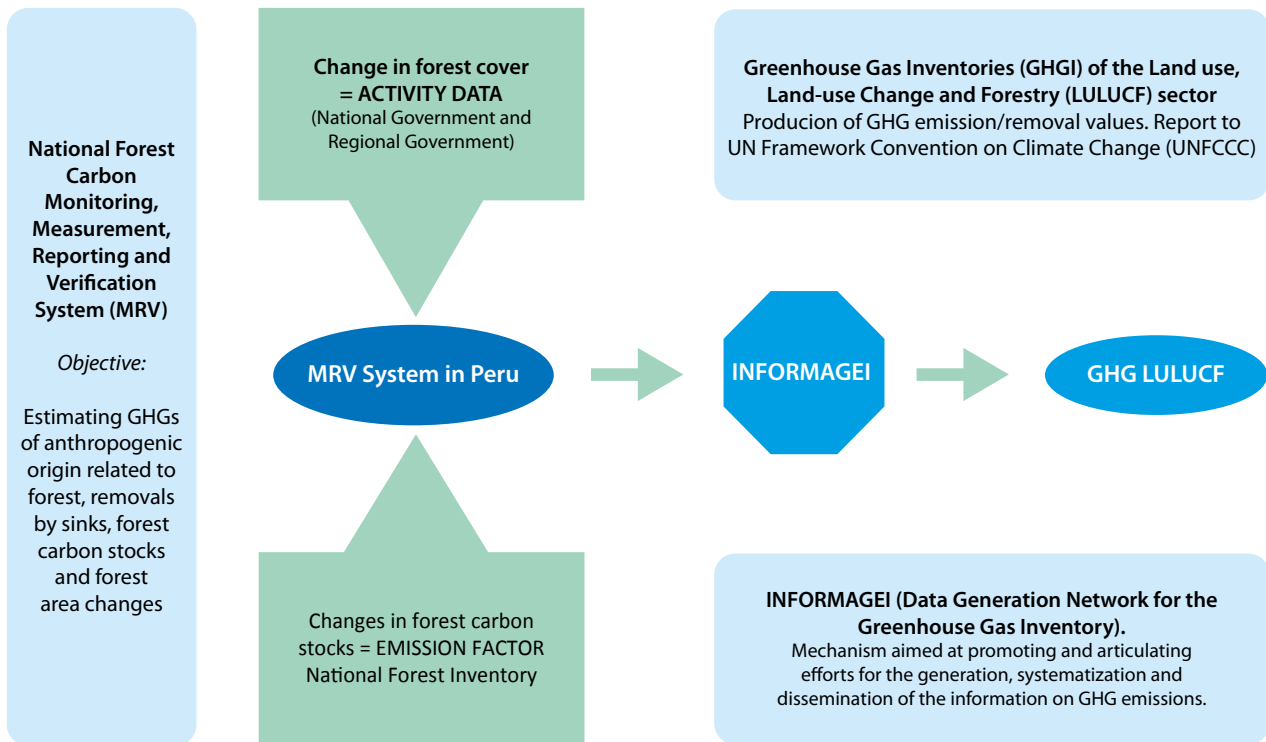 National Forest
Carbon
Monitoring,
Measurement,
Reporting and
Verification
System (MRV)
Objective:
Estimating GHGs
of anthropogenic
origin related to
forest, removals
by sinks, forest
carbon stocks
and forest
area changes
Change in forest cover
= ACTIVITY DATA
(National Government and
Regional Government)
Greenhouse Gas Inventories (GHGI) of the Land use,
Land-use Change and Forestry (LULUCF) sector
Producion of GHG emission/removal values. Report to
UN Framework Convention on Climate Change (UNFCCC)
MRV System in Peru
INFORMAGEI
GHG LULUCF
Changes in forest carbon
stocks = EMISSION FACTOR
National Forest Inventory
INFORMAGEI (Data Generation Network for the
Greenhouse Gas Inventory).
Mechanism aimed at promoting and articulating
efforts for the generation, systematization and
dissemination of the information on GHG emissions.